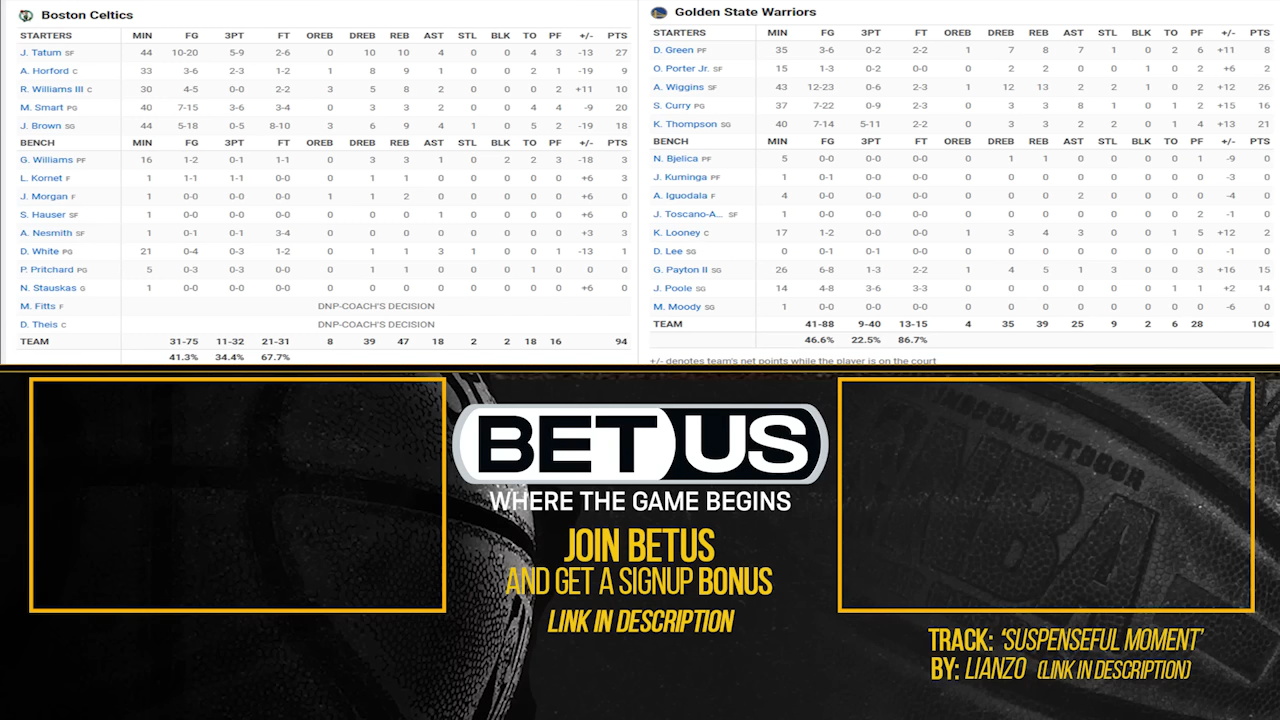 Boston Celtics
STARTERS MIN FG 3PT FT OREB DREB REB AST STL BLK TO PF +/- PTS
J. Tatum SF 44 10-20 5-9 2-6 0 10 10 4 0 0 4 3 -13 27
A. Horford C 33 3-6 2-3 1-2 1 8 9 1 0 0 2 1 -19 9
R. Williams III C 30 4-5 0-0 2-2 3 5 8 2 0 0 0 2 +11 10
M. Smart PG 40 7-15 3-6 3-4 0 3 3 2 0 0 4 4 -9 20
J. Brown SG 44 5-18 0-5 8-10 3 6 9 4 1 0 5 2 -19 18
BENCH MIN FG 3PT FT OREB DREB REB AST STL BLK TO PF +/- PTS
G. Williams PF 16 1-2 0-1 1-1 0 3 3 1 0 2 2 3 -18 3
L. Kornet F 1 1-1 1-1 0-0 0 1 1 0 0 0 0 0 +6 3
J. Morgan F 1 0-0 0-0 0-0 1 1 2 0 0 0 0 0 +6 0
S. Hauser SF 1 0-0 0-0 0-0 0 0 0 1 0 0 0 0 +6 0
A. Nesmith SF 1 0-1 0-1 3-4 0 0 0 0 0 0 0 0 +3 3
D. White PG 21 0-4 0-3 1-2 0 1 1 3 1 0 0 1 -13 1
P. Pritchard PG 5 0-3 0-3 0-0 0 1 1 0 0 0 1 0 0 0
N. Stauskas G 1 0-0 0-0 0-0 0 0 0 0 0 0 0 0 +6 0
M. Fitts F DNP-COACH'S DECISION
D. Theis C DNP-COACH'S DECISION
TEAM 31-75 11-32 21-31 8 39 47 18 2 2 18 16 94
41.3% 34.4% 67.7%
Golden State Warriors
STARTERS MIN FG 3PT FT OREB DREB REB AST STL BLK TO PF +/- PTS
D. Green PF 35 3-6 0-2 2-2 1 7 8 7 1 0 2 6 +11 8
O. Porter Jr. SF 15 1-3 0-2 0-0 0 2 2 0 0 1 0 2 +6 2
A. Wiggins SF 43 12-23 0-6 2-3 1 12 13 2 2 1 0 2 +12 26
S. Curry PG 37 7-22 0-9 2-3 0 3 3 8 1 0 1 2 +15 16
K. Thompson SG 40 7-14 5-11 2-2 0 3 3 2 2 0 1 4 +13 21
BENCH MIN FG 3PT FT OREB DREB REB AST STL BLK TO PF +/- PTS
N. Bjelica PF 5 0-0 0-0 0-0 0 1 1 0 0 0 0 1 -9 0
J. Kuminga PF 1 0-1 0-0 0-0 0 0 0 0 0 0 0 0 -3 0
A. Iguodala F 4 0-0 0-0 0-0 0 0 0 2 0 0 0 0 -4 0
J. Toscano-A... SF 1 0-0 0-0 0-0 0 0 0 0 0 0 0 2 -1 0
K. Looney C 17 1-2 0-0 0-0 1 3 4 3 0 0 1 5 +12 2
D. Lee SG 0 0-1 0-1 0-0 0 0 0 0 0 0 0 0 -1 0
G. Payton II SG 26 6-8 1-3 2-2 1 4 5 1 3 0 0 3 +16 15
J. Poole SG 14 4-8 3-6 3-3 0 0 0 0 0 0 1 1 +2 14
M. Moody SG 1 0-0 0-0 0-0 0 0 0 0 0 0 0 0 -6 0
TEAM 41-88 9-40 13-15 4 35 39 25 9 2 6 28 104
46.6% 22.5% 86.7%
+/- denotes team's net points while the player is on the court
BETUS
WHERE THE GAME BEGINS
JOIN BETUS
AND GET A SIGNUP BONUS
LINK IN DESCRIPTION
INDOOR/OUTDOOR
NBA
TRACK: 'SUSPENSEFUL MOMENT'
BY: LIANZO (LINK IN DESCRIPTION)